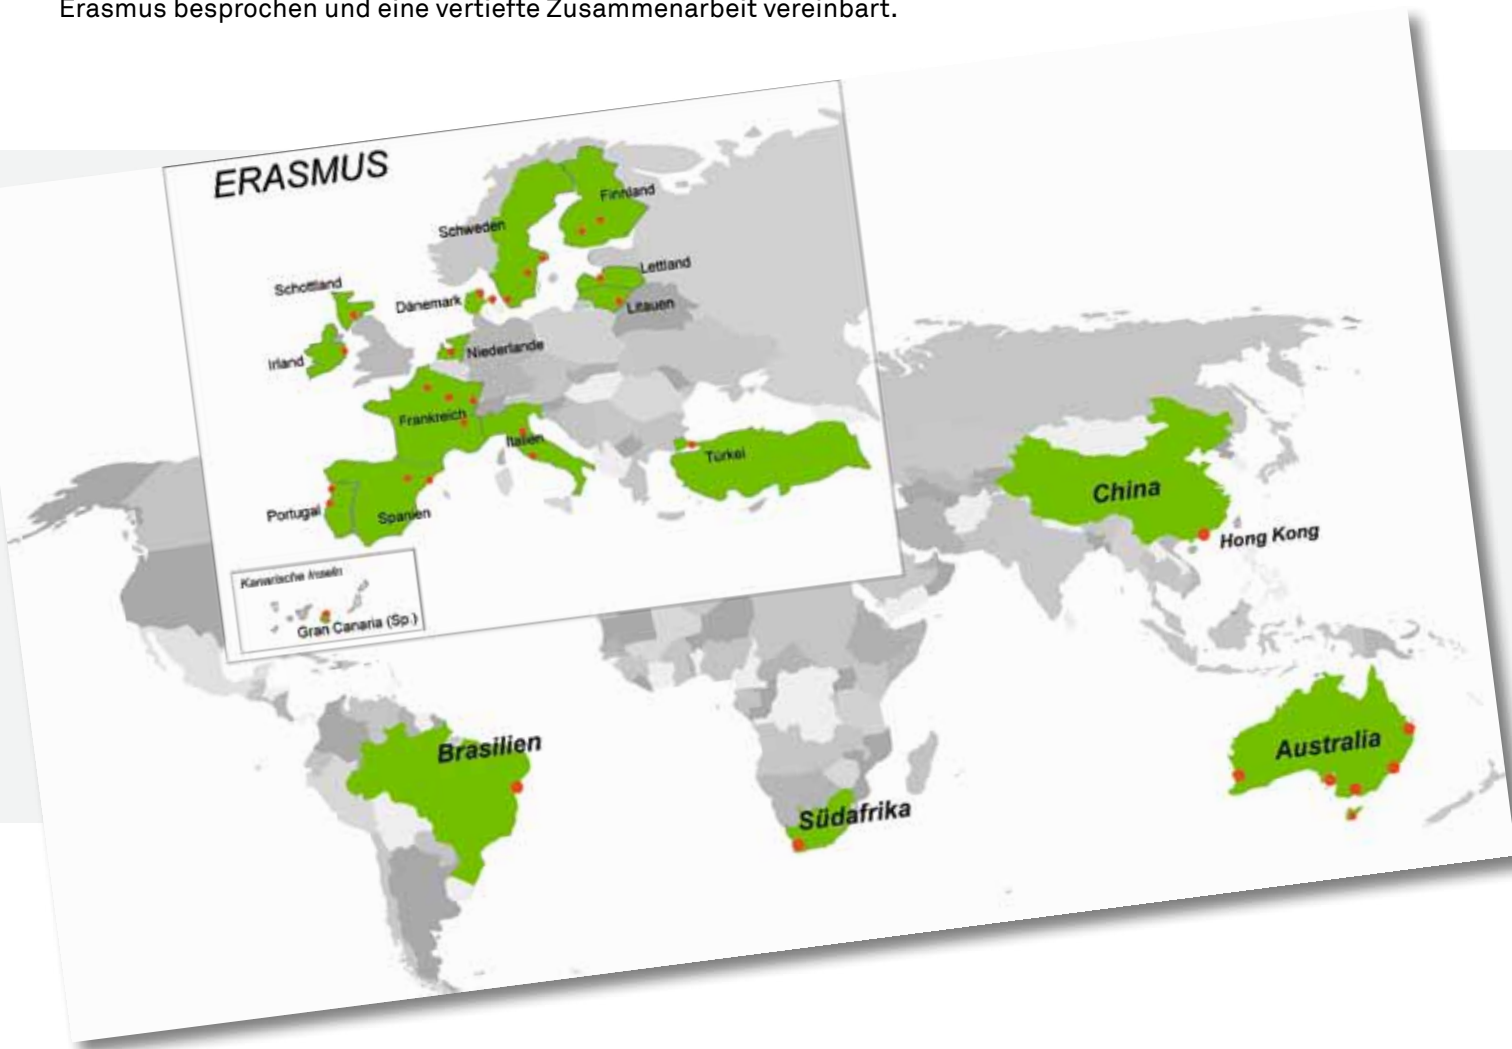 Erasmus besprochen und eine vertiefte Zusammenarbeit vereinbart.
ERASMUS
Finnland
Schweden
Lettland
Schottland
Dänemark
Litauen
Irland
Niederlande
Frankreich
Italien
Türkei
Portugal
Spanien
Kanarische Inseln
Gran Canaria (Sp.)
China
Hong Kong
Brasilien
Südafrika
Australia